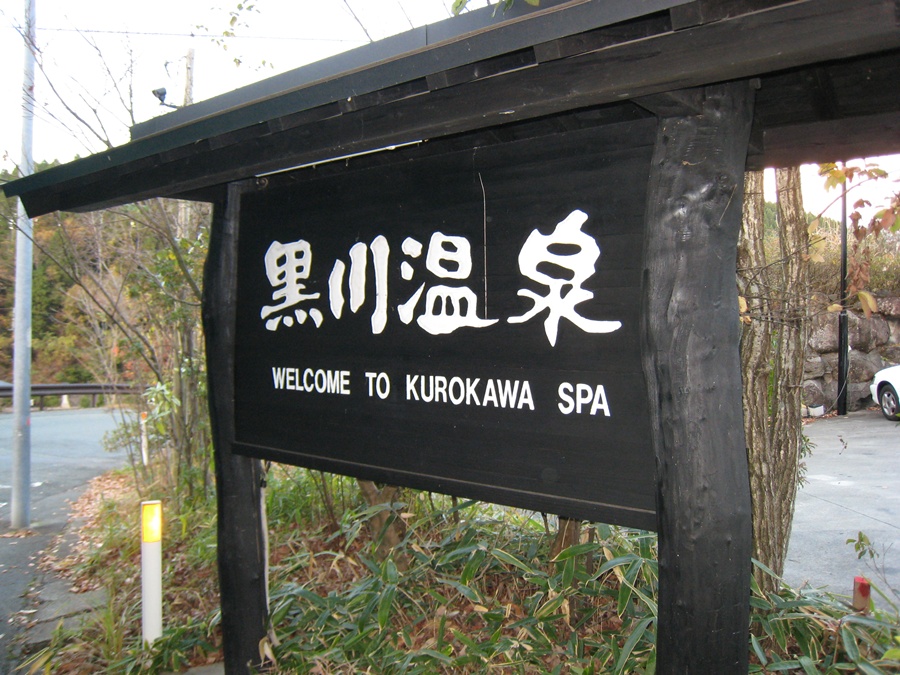 黒川温泉
WELCOME TO KUROKAWA SPA